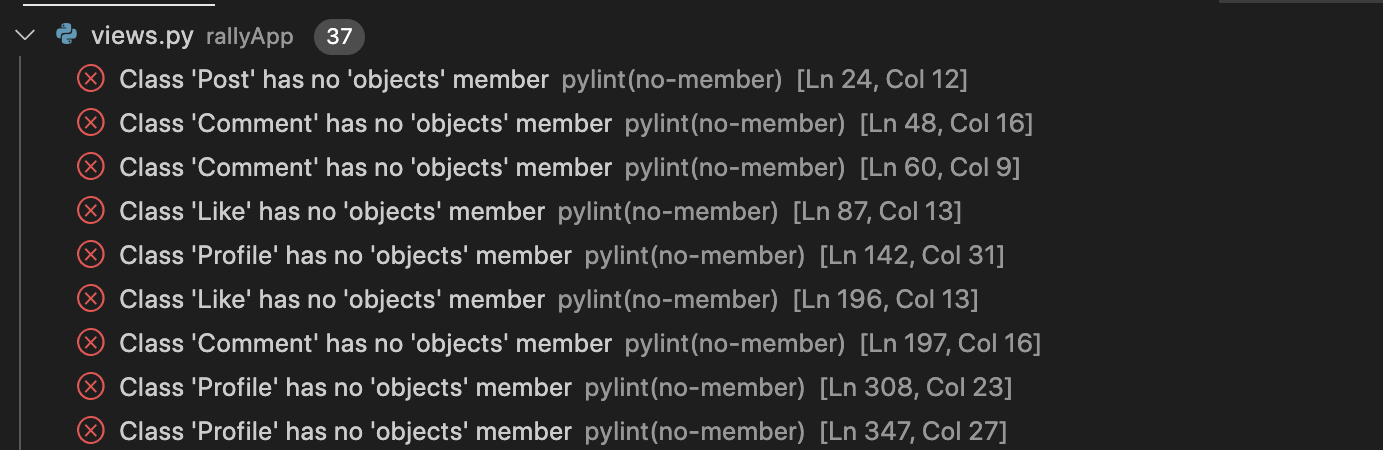 views.py rallyApp 37
Class 'Post' has no 'objects' member pylint(no-member) [Ln 24, Col 12]
Class 'Comment' has no 'objects' member pylint(no-member) [Ln 48, Col 16]
Class 'Comment' has no 'objects' member pylint(no-member) [Ln 60, Col 9]
Class 'Like' has no 'objects' member pylint(no-member) [Ln 87, Col 13]
Class 'Profile' has no 'objects' member pylint(no-member) [Ln 142, Col 31]
Class 'Like' has no 'objects' member pylint(no-member) [Ln 196, Col 13]
Class 'Comment' has no 'objects' member pylint(no-member) [Ln 197, Col 16]
Class 'Profile' has no 'objects' member pylint(no-member) [Ln 308, Col 23]
Class 'Profile' has no 'objects' member pylint(no-member) [Ln 347, Col 27]